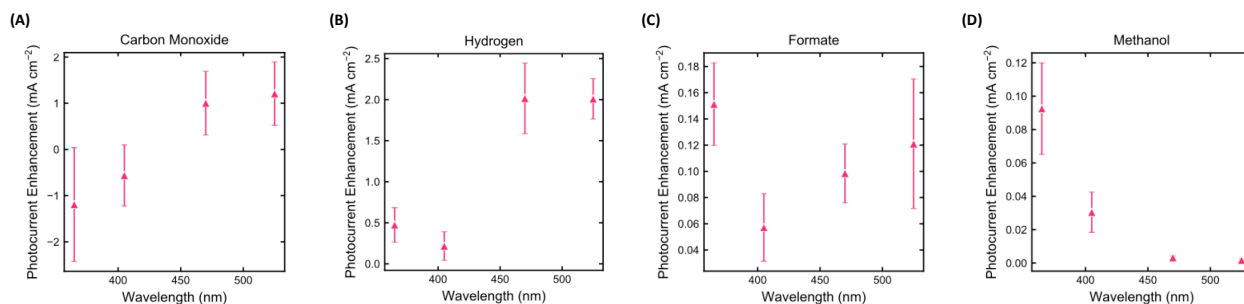 (A)
Carbon Monoxide
Photocurrent Enhancement (mA cm⁻²)
2
1
0
−1
−2
400
450
500
Wavelength (nm)
(B)
Hydrogen
Photocurrent Enhancement (mA cm⁻²)
2.5
2.0
1.5
1.0
0.5
0.0
400
450
500
Wavelength (nm)
(C)
Formate
Photocurrent Enhancement (mA cm⁻²)
0.18
0.16
0.14
0.12
0.10
0.08
0.06
0.04
400
450
500
Wavelength (nm)
(D)
Methanol
Photocurrent Enhancement (mA cm⁻²)
0.12
0.10
0.08
0.06
0.04
0.02
0.00
400
450
500
Wavelength (nm)